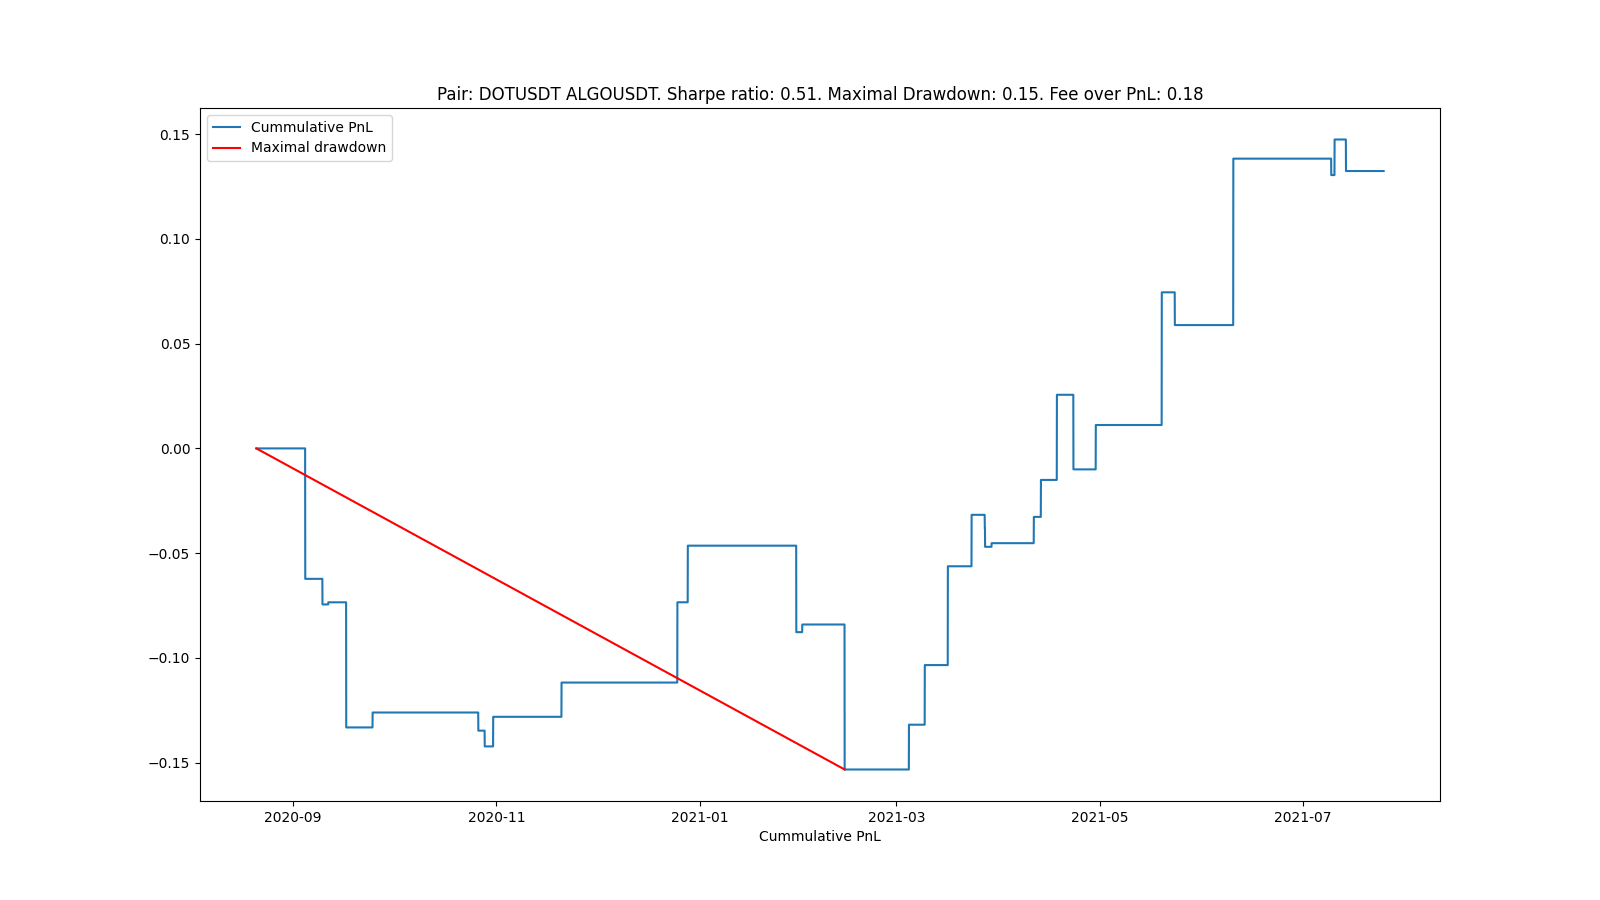 Pair: DOTUSDT ALGOUSDT. Sharpe ratio: 0.51. Maximal Drawdown: 0.15. Fee over PnL: 0.18
Cummulative PnL
Maximal drawdown
0.15
0.10
0.05
0.00
−0.05
−0.10
−0.15
2020-09 2020-11 2021-01 2021-03 2021-05 2021-07
Cummulative PnL